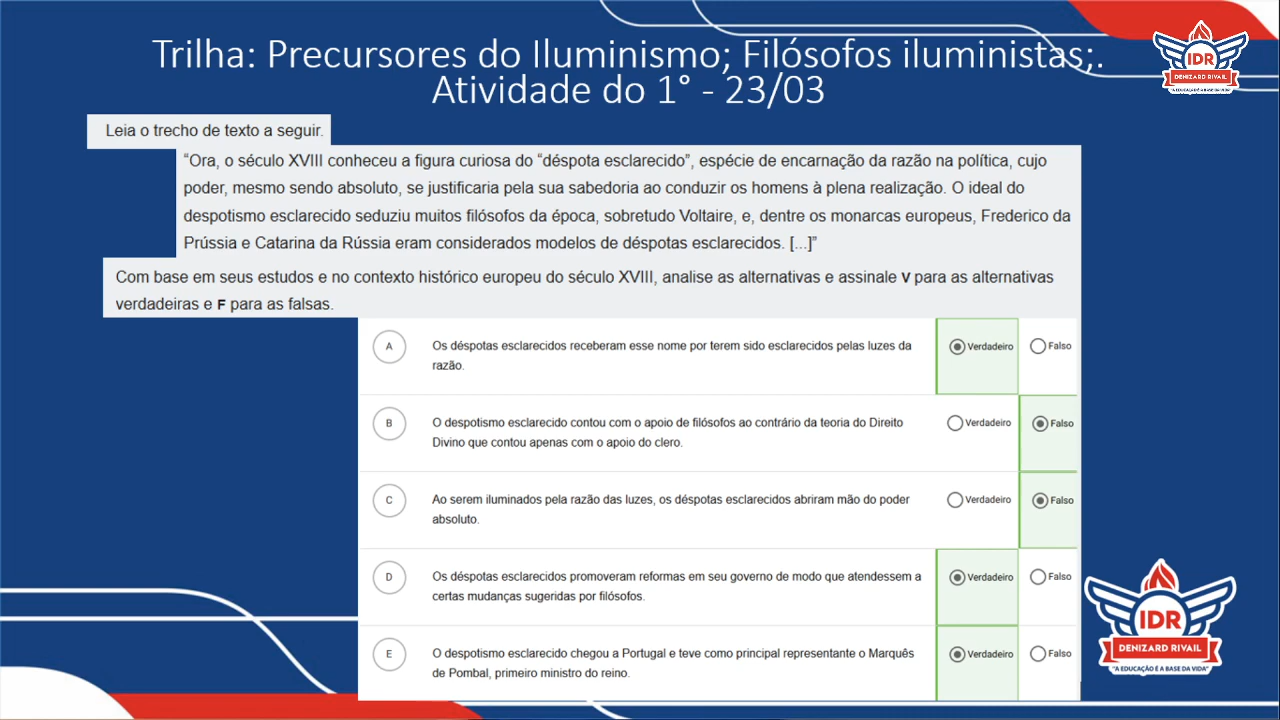 Trilha: Precursores do Iluminismo; Filósofos iluministas;.
Atividade do 1° - 23/03
IDR
DENIZARD RIVAL
"A EDUCAÇÃO É A BASE DA VIDA"
Leia o trecho de texto a seguir.
“Ora, o século XVIII conheceu a figura curiosa do “déspota esclarecido”, espécie de encarnação da razão na política, cujo
poder, mesmo sendo absoluto, se justificaria pela sua sabedoria ao conduzir os homens à plena realização. O ideal do
despotismo esclarecido seduziu muitos filósofos da época, sobretudo Voltaire, e, dentre os monarcas europeus, Frederico da
Prússia e Catarina da Rússia eram considerados modelos de déspotas esclarecidos. [...]”
Com base em seus estudos e no contexto histórico europeu do século XVIII, analise as alternativas e assinale V para as alternativas
verdadeiras e F para as falsas.
A Os déspotas esclarecidos receberam esse nome por terem sido esclarecidos pelas luzes da Verdadeiro Falso
razão.
B O despotismo esclarecido contou com o apoio de filósofos ao contrário da teoria do Direito Verdadeiro Falso
Divino que contou apenas com o apoio do clero.
C Ao serem iluminados pela razão das luzes, os déspotas esclarecidos abriram mão do poder Verdadeiro Falso
absoluto.
D Os déspotas esclarecidos promoveram reformas em seu governo de modo que atendessem a Verdadeiro Falso
certas mudanças sugeridas por filósofos.
E O despotismo esclarecido chegou a Portugal e teve como principal representante o Marquês Verdadeiro Falso
de Pombal, primeiro ministro do reino.
IDR
DENIZARD RIVAIL
"A EDUCAÇÃO É A BASE DA VIDA"